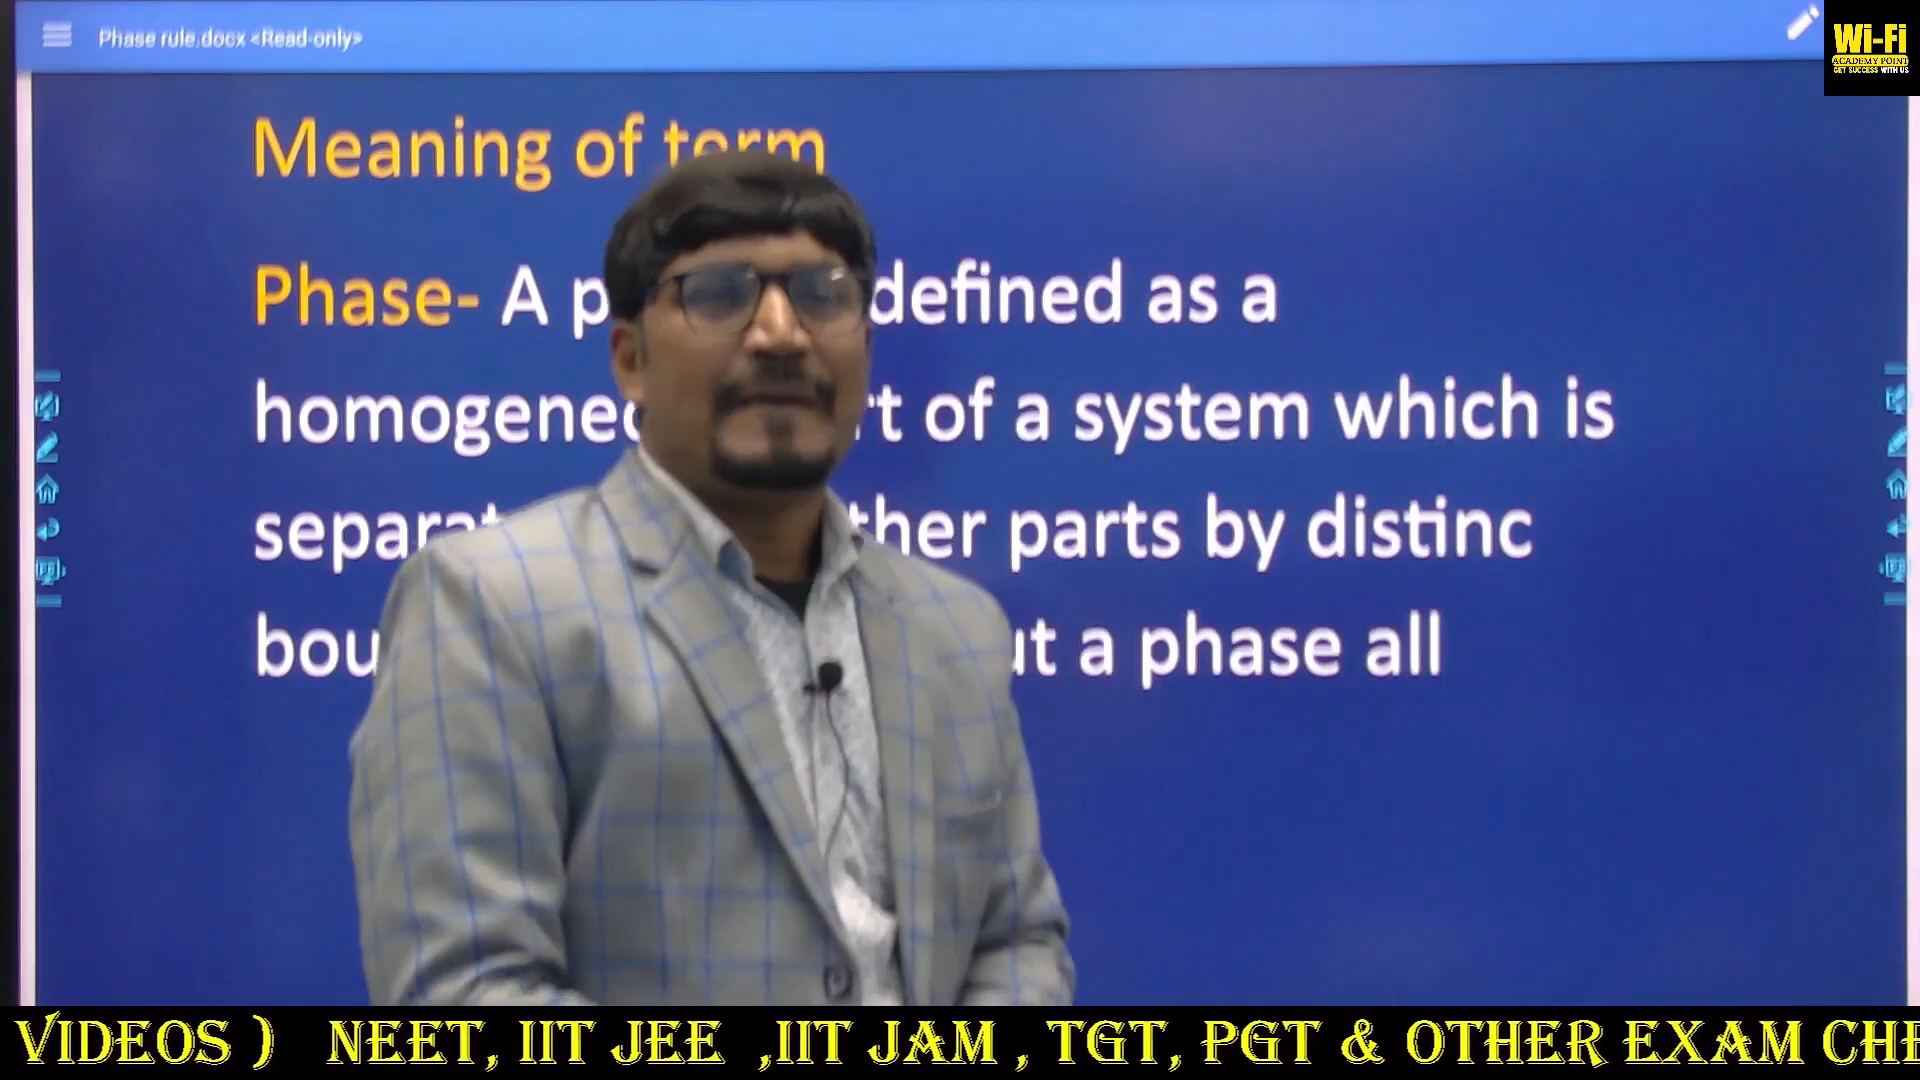 Phase rule.docx <Read-only>
Wi-Fi
ACADEMY POINT
GET SUCCESS WITH US
Meaning of term
Phase- A p defined as a
homogene rt of a system which is
separat ther parts by distinc
bou ut a phase all
VIDEOS ) NEET, IIT JEE ,IIT JAM , TGT, PGT & OTHER EXAM CHE